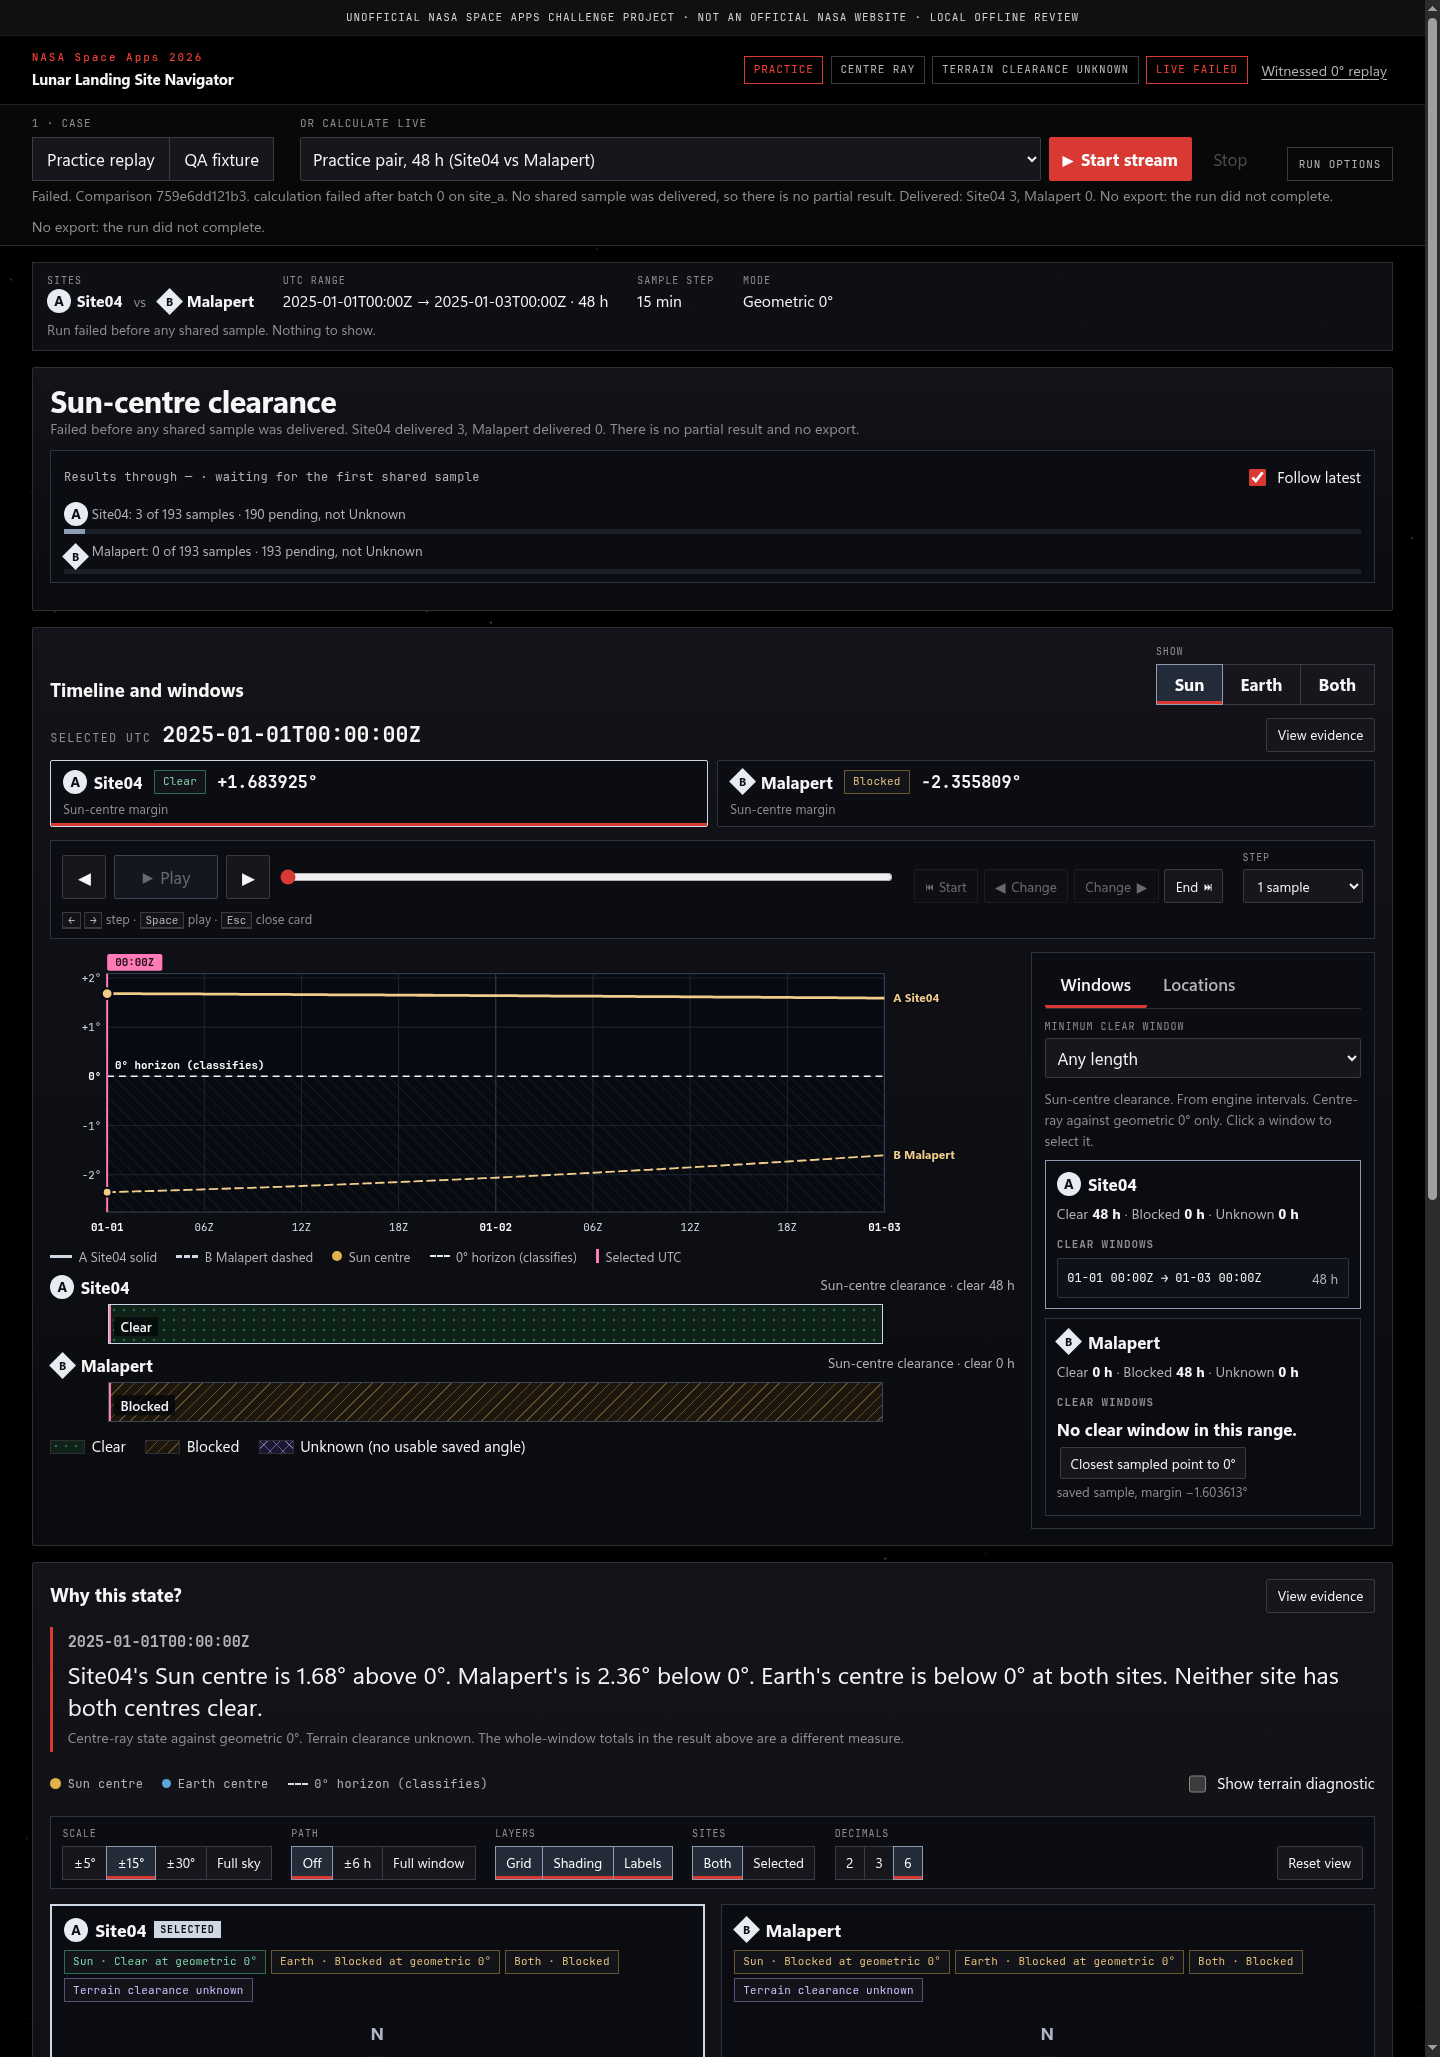 UNOFFICIAL NASA SPACE APPS CHALLENGE PROJECT · NOT AN OFFICIAL NASA WEBSITE · LOCAL OFFLINE REVIEW
NASA Space Apps 2026
Lunar Landing Site Navigator
PRACTICE
CENTRE RAY
TERRAIN CLEARANCE UNKNOWN
LIVE FAILED
Witnessed 0° replay
1 · CASE
OR CALCULATE LIVE
Practice replay
QA fixture
Practice pair, 48 h (Site04 vs Malapert)
▶ Start stream
Stop
RUN OPTIONS
Failed. Comparison 759e6dd121b3. calculation failed after batch 0 on site_a. No shared sample was delivered, so there is no partial result. Delivered: Site04 3, Malapert 0. No export: the run did not complete.
No export: the run did not complete.
SITES
UTC RANGE
SAMPLE STEP
MODE
A Site04 vs B Malapert
2025-01-01T00:00Z → 2025-01-03T00:00Z · 48 h
15 min
Geometric 0°
Run failed before any shared sample. Nothing to show.
Sun-centre clearance
Failed before any shared sample was delivered. Site04 delivered 3, Malapert delivered 0. There is no partial result and no export.
Results through — · waiting for the first shared sample
Follow latest
A Site04: 3 of 193 samples · 190 pending, not Unknown
B Malapert: 0 of 193 samples · 193 pending, not Unknown
SHOW
Timeline and windows
Sun
Earth
Both
SELECTED UTC 2025-01-01T00:00:00Z
View evidence
A Site04 Clear +1.683925°
Sun-centre margin
B Malapert Blocked -2.355809°
Sun-centre margin
◀
▶ Play
▶
⏮ Start
◀ Change
Change ▶
End ⏭
STEP
1 sample
← → step · Space play · Esc close card
00:00Z
+2°
+1°
0°
-1°
-2°
0° horizon (classifies)
A Site04
B Malapert
01-01
06Z
12Z
18Z
01-02
06Z
12Z
18Z
01-03
A Site04 solid
B Malapert dashed
Sun centre
0° horizon (classifies)
Selected UTC
A Site04
Sun-centre clearance · clear 48 h
Clear
B Malapert
Sun-centre clearance · clear 0 h
Blocked
Clear
Blocked
Unknown (no usable saved angle)
Windows
Locations
MINIMUM CLEAR WINDOW
Any length
Sun-centre clearance. From engine intervals. Centre-
ray against geometric 0° only. Click a window to
select it.
A Site04
Clear 48 h · Blocked 0 h · Unknown 0 h
CLEAR WINDOWS
01-01 00:00Z → 01-03 00:00Z 48 h
B Malapert
Clear 0 h · Blocked 48 h · Unknown 0 h
CLEAR WINDOWS
No clear window in this range.
Closest sampled point to 0°
saved sample, margin −1.603613°
Why this state?
View evidence
2025-01-01T00:00:00Z
Site04's Sun centre is 1.68° above 0°. Malapert's is 2.36° below 0°. Earth's centre is below 0° at both sites. Neither site has
both centres clear.
Centre-ray state against geometric 0°. Terrain clearance unknown. The whole-window totals in the result above are a different measure.
Sun centre
Earth centre
0° horizon (classifies)
Show terrain diagnostic
SCALE
PATH
LAYERS
SITES
DECIMALS
±5°
±15°
±30°
Full sky
Off
±6 h
Full window
Grid
Shading
Labels
Both
Selected
2
3
6
Reset view
A Site04 SELECTED
Sun · Clear at geometric 0°
Earth · Blocked at geometric 0°
Both · Blocked
Terrain clearance unknown
N
B Malapert
Sun · Blocked at geometric 0°
Earth · Blocked at geometric 0°
Both · Blocked
Terrain clearance unknown
N